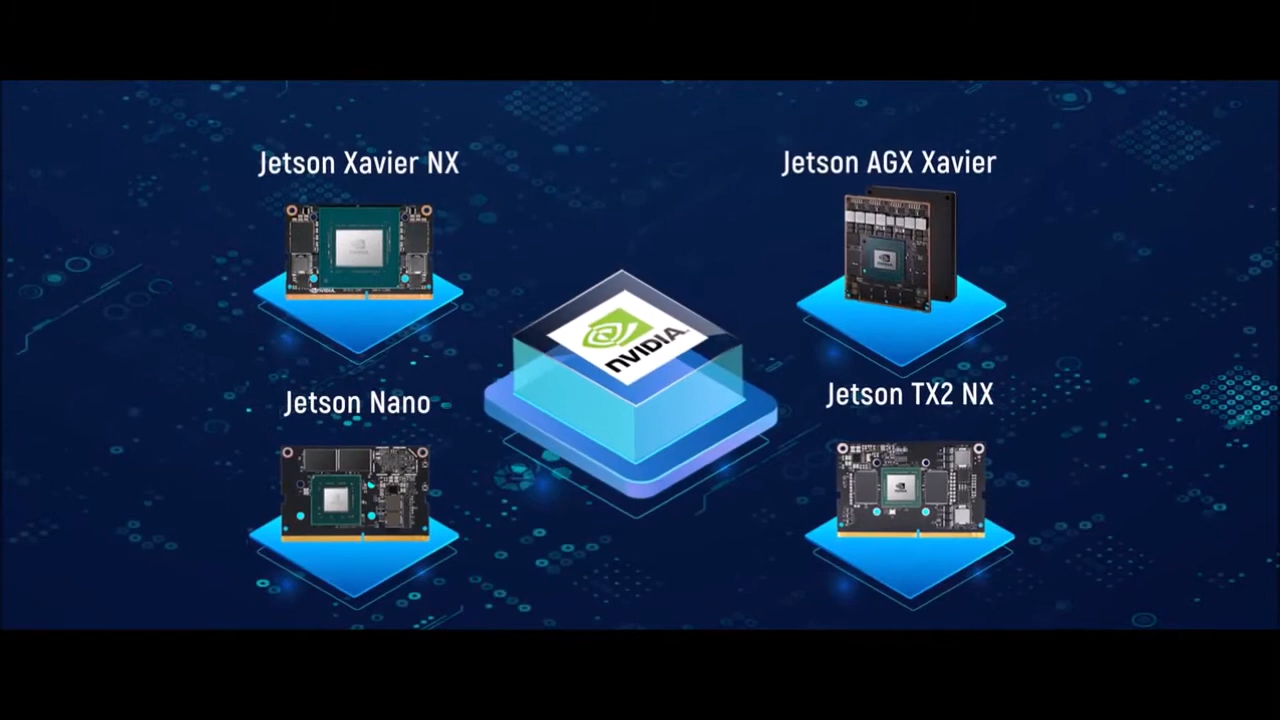 Jetson Xavier NX
Jetson AGX Xavier
NVIDIA
Jetson Nano
Jetson TX2 NX